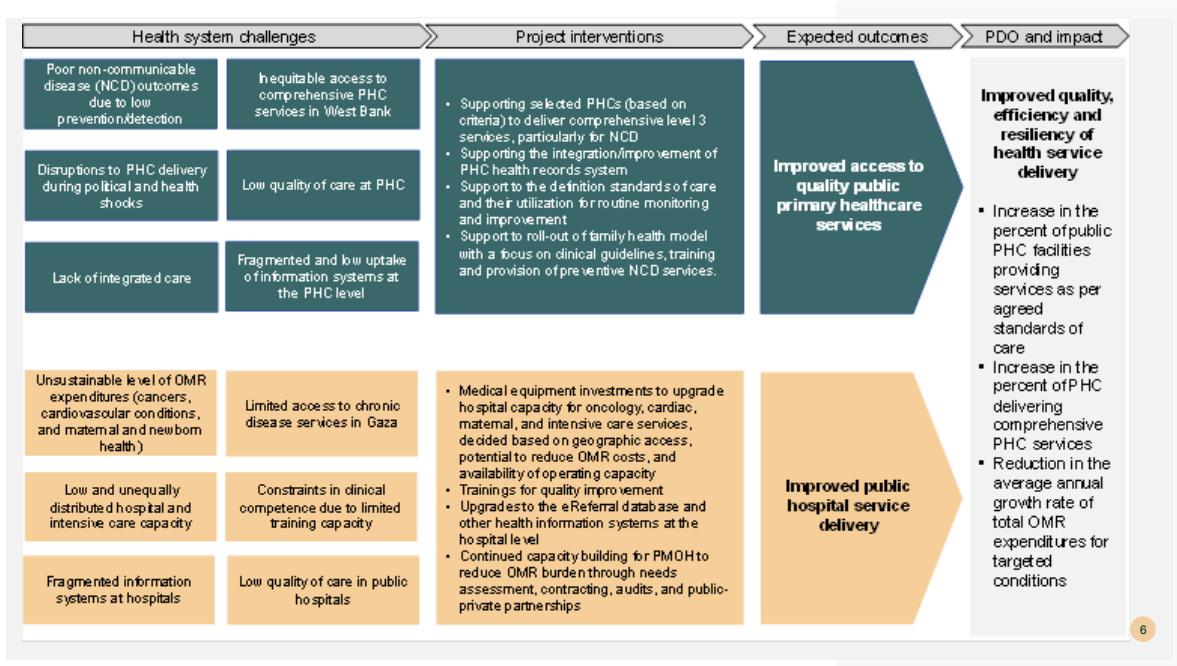 Health system challenges
Project interventions
Expected outcomes
PDO and impact
Poor non-communicable
disease (NCD) outcomes
due to low
prevention/detection
Inequitable access to
comprehensive PHC
services in West Bank
Disruptions to PHC delivery
during political and health
shocks
Low quality of care at PHC
Lack of integrated care
Fragmented and low uptake
of information systems at
the PHC level
• Supporting selected PHCs (based on
criteria) to deliver comprehensive level 3
services, particularly for NCD
• Supporting the integration/improvement of
PHC health records system
• Support to the definition standards of care
and their utilization for routine monitoring
and improvement
• Support to roll-out of family health model
with a focus on clinical guidelines, training
and provision of preventive NCD services.
Improved access to
quality public
primary healthcare
services
Unsustainable level of OMR
expenditures (cancers,
cardiovascular conditions,
and maternal and newborn
health)
Limited access to chronic
disease services in Gaza
Low and unequally
distributed hospital and
intensive care capacity
Constraints in clinical
competence due to limited
training capacity
Fragmented information
systems at hospitals
Low quality of care in public
hospitals
• Medical equipment investments to upgrade
hospital capacity for oncology, cardiac,
maternal, and intensive care services,
decided based on geographic access,
potential to reduce OMR costs, and
availability of operating capacity
• Trainings for quality improvement
• Upgrades to the eReferral database and
other health information systems at the
hospital level
• Continued capacity building for PMOH to
reduce OMR burden through needs
assessment, contracting, audits, and public-
private partnerships
Improved public
hospital service
delivery
Improved quality,
efficiency and
resiliency of
health service
delivery
▪ Increase in the
percent of public
PHC facilities
providing
services as per
agreed
standards of
care
▪ Increase in the
percent of PHC
delivering
comprehensive
PHC services
▪ Reduction in the
average annual
growth rate of
total OMR
expenditures for
targeted
conditions
6